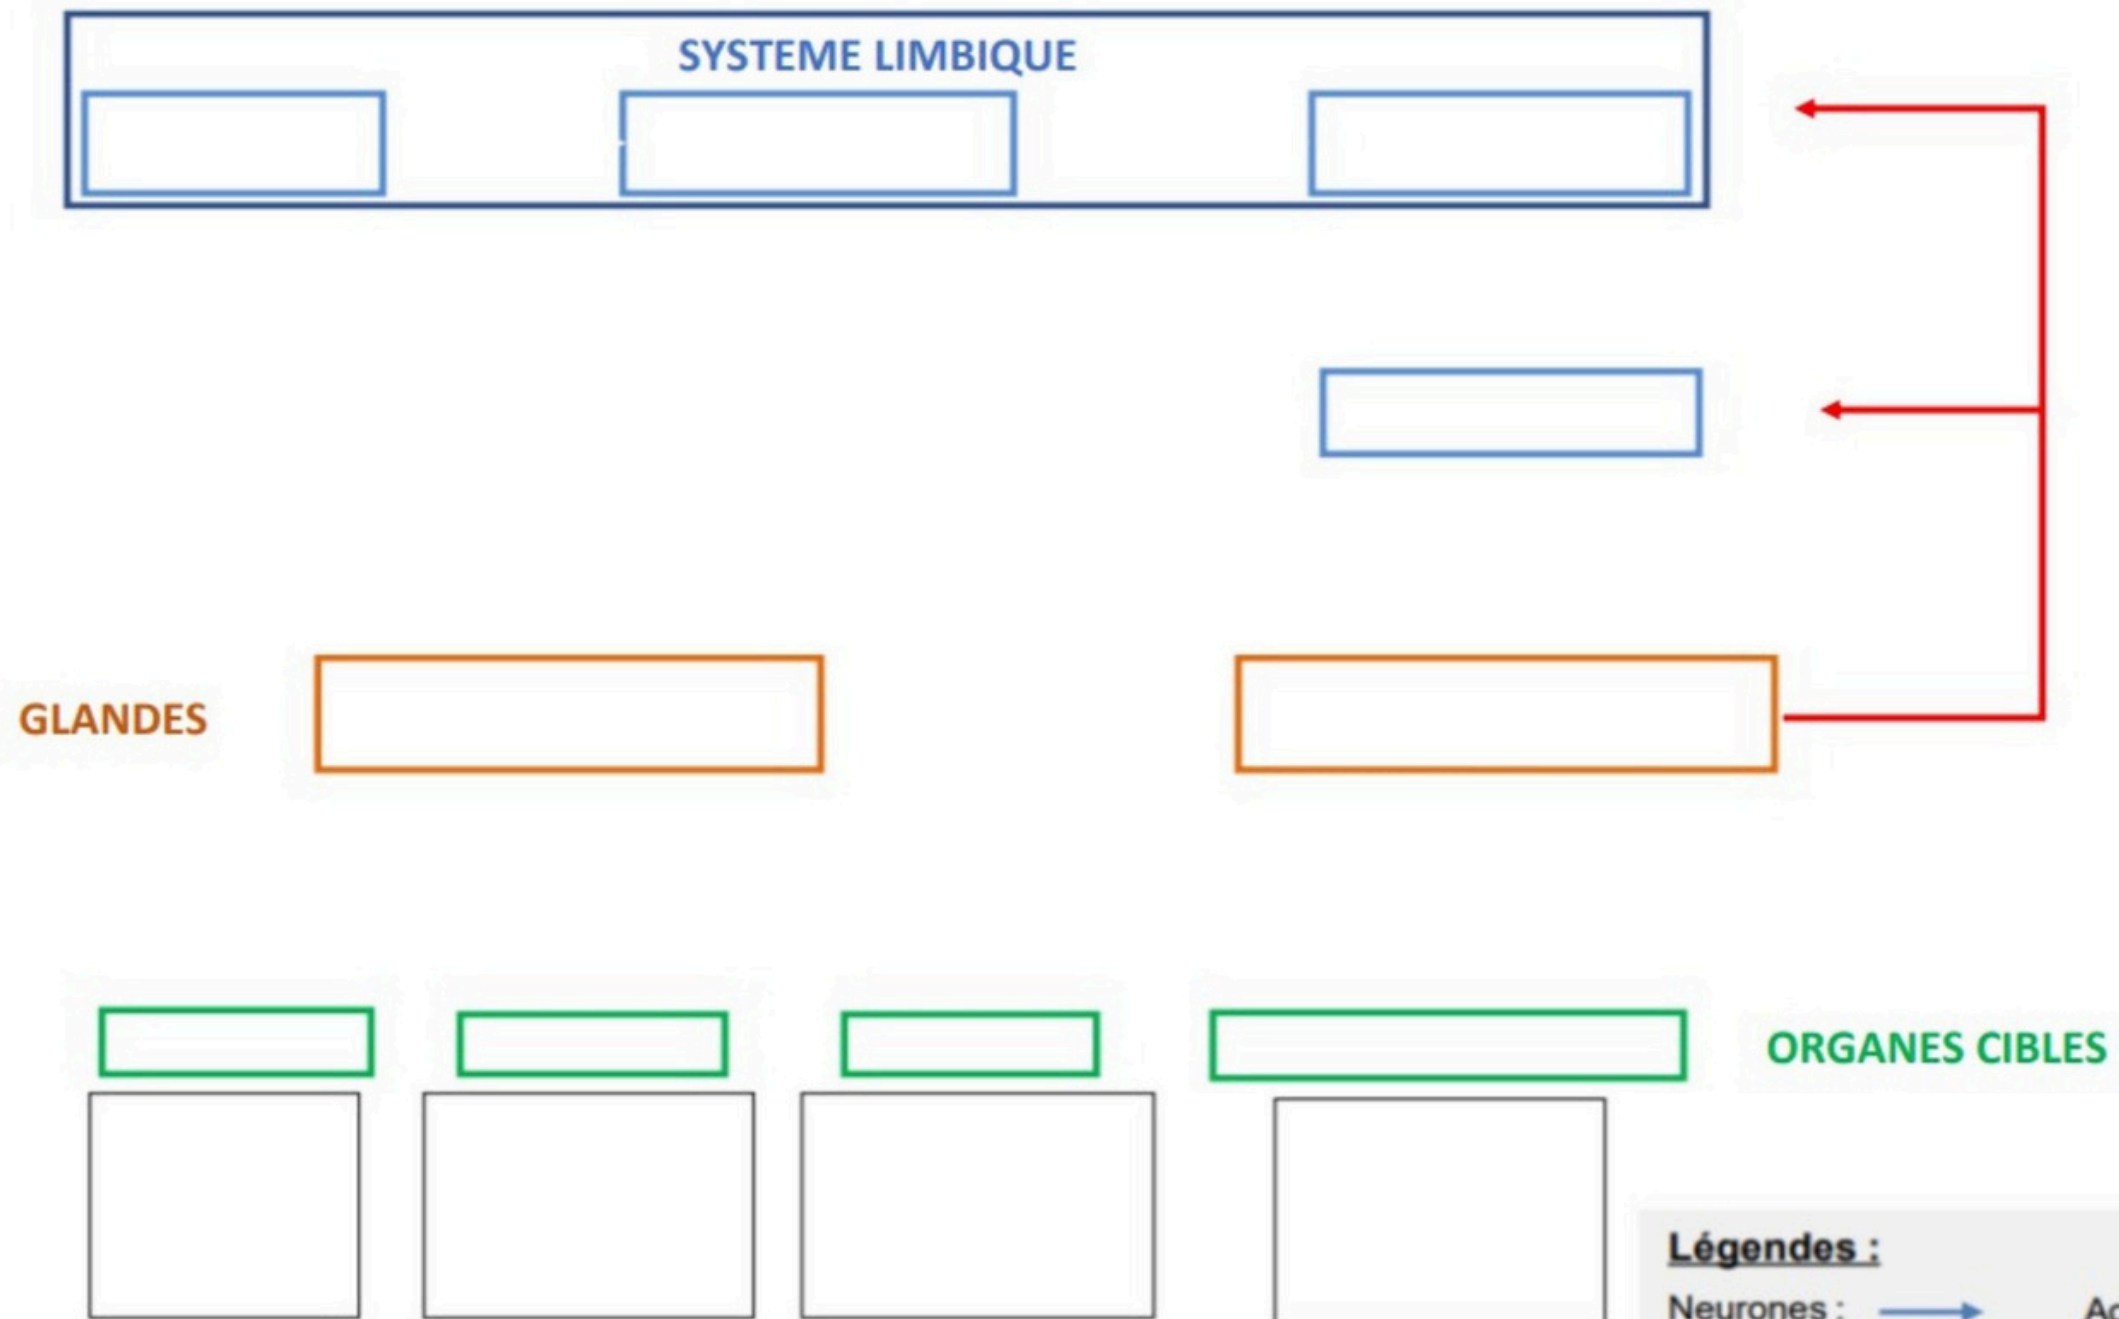 SYSTEME LIMBIQUE
GLANDES
ORGANES CIBLES
Légendes :
Neurones :